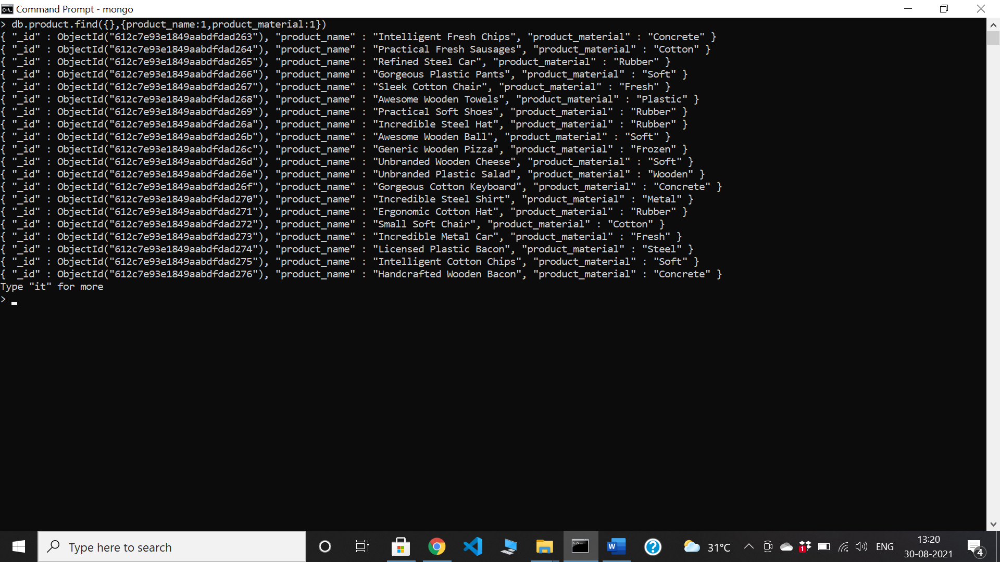 Command Prompt - mongo
> db.product.find({},{product_name:1,product_material:1})
{ "_id" : ObjectId("612c7e93e1849aabdfdad263"), "product_name" : "Intelligent Fresh Chips", "product_material" : "Concrete" }
{ "_id" : ObjectId("612c7e93e1849aabdfdad264"), "product_name" : "Practical Fresh Sausages", "product_material" : "Cotton" }
{ "_id" : ObjectId("612c7e93e1849aabdfdad265"), "product_name" : "Refined Steel Car", "product_material" : "Rubber" }
{ "_id" : ObjectId("612c7e93e1849aabdfdad266"), "product_name" : "Gorgeous Plastic Pants", "product_material" : "Soft" }
{ "_id" : ObjectId("612c7e93e1849aabdfdad267"), "product_name" : "Sleek Cotton Chair", "product_material" : "Fresh" }
{ "_id" : ObjectId("612c7e93e1849aabdfdad268"), "product_name" : "Awesome Wooden Towels", "product_material" : "Plastic" }
{ "_id" : ObjectId("612c7e93e1849aabdfdad269"), "product_name" : "Practical Soft Shoes", "product_material" : "Rubber" }
{ "_id" : ObjectId("612c7e93e1849aabdfdad26a"), "product_name" : "Incredible Steel Hat", "product_material" : "Rubber" }
{ "_id" : ObjectId("612c7e93e1849aabdfdad26b"), "product_name" : "Awesome Wooden Ball", "product_material" : "Soft" }
{ "_id" : ObjectId("612c7e93e1849aabdfdad26c"), "product_name" : "Generic Wooden Pizza", "product_material" : "Frozen" }
{ "_id" : ObjectId("612c7e93e1849aabdfdad26d"), "product_name" : "Unbranded Wooden Cheese", "product_material" : "Soft" }
{ "_id" : ObjectId("612c7e93e1849aabdfdad26e"), "product_name" : "Unbranded Plastic Salad", "product_material" : "Wooden" }
{ "_id" : ObjectId("612c7e93e1849aabdfdad26f"), "product_name" : "Gorgeous Cotton Keyboard", "product_material" : "Concrete" }
{ "_id" : ObjectId("612c7e93e1849aabdfdad270"), "product_name" : "Incredible Steel Shirt", "product_material" : "Metal" }
{ "_id" : ObjectId("612c7e93e1849aabdfdad271"), "product_name" : "Ergonomic Cotton Hat", "product_material" : "Rubber" }
{ "_id" : ObjectId("612c7e93e1849aabdfdad272"), "product_name" : "Small Soft Chair", "product_material" : "Cotton" }
{ "_id" : ObjectId("612c7e93e1849aabdfdad273"), "product_name" : "Incredible Metal Car", "product_material" : "Fresh" }
{ "_id" : ObjectId("612c7e93e1849aabdfdad274"), "product_name" : "Licensed Plastic Bacon", "product_material" : "Steel" }
{ "_id" : ObjectId("612c7e93e1849aabdfdad275"), "product_name" : "Intelligent Cotton Chips", "product_material" : "Soft" }
{ "_id" : ObjectId("612c7e93e1849aabdfdad276"), "product_name" : "Handcrafted Wooden Bacon", "product_material" : "Concrete" }
Type "it" for more
>
Type here to search
31°C
ENG
13:20
30-08-2021
4